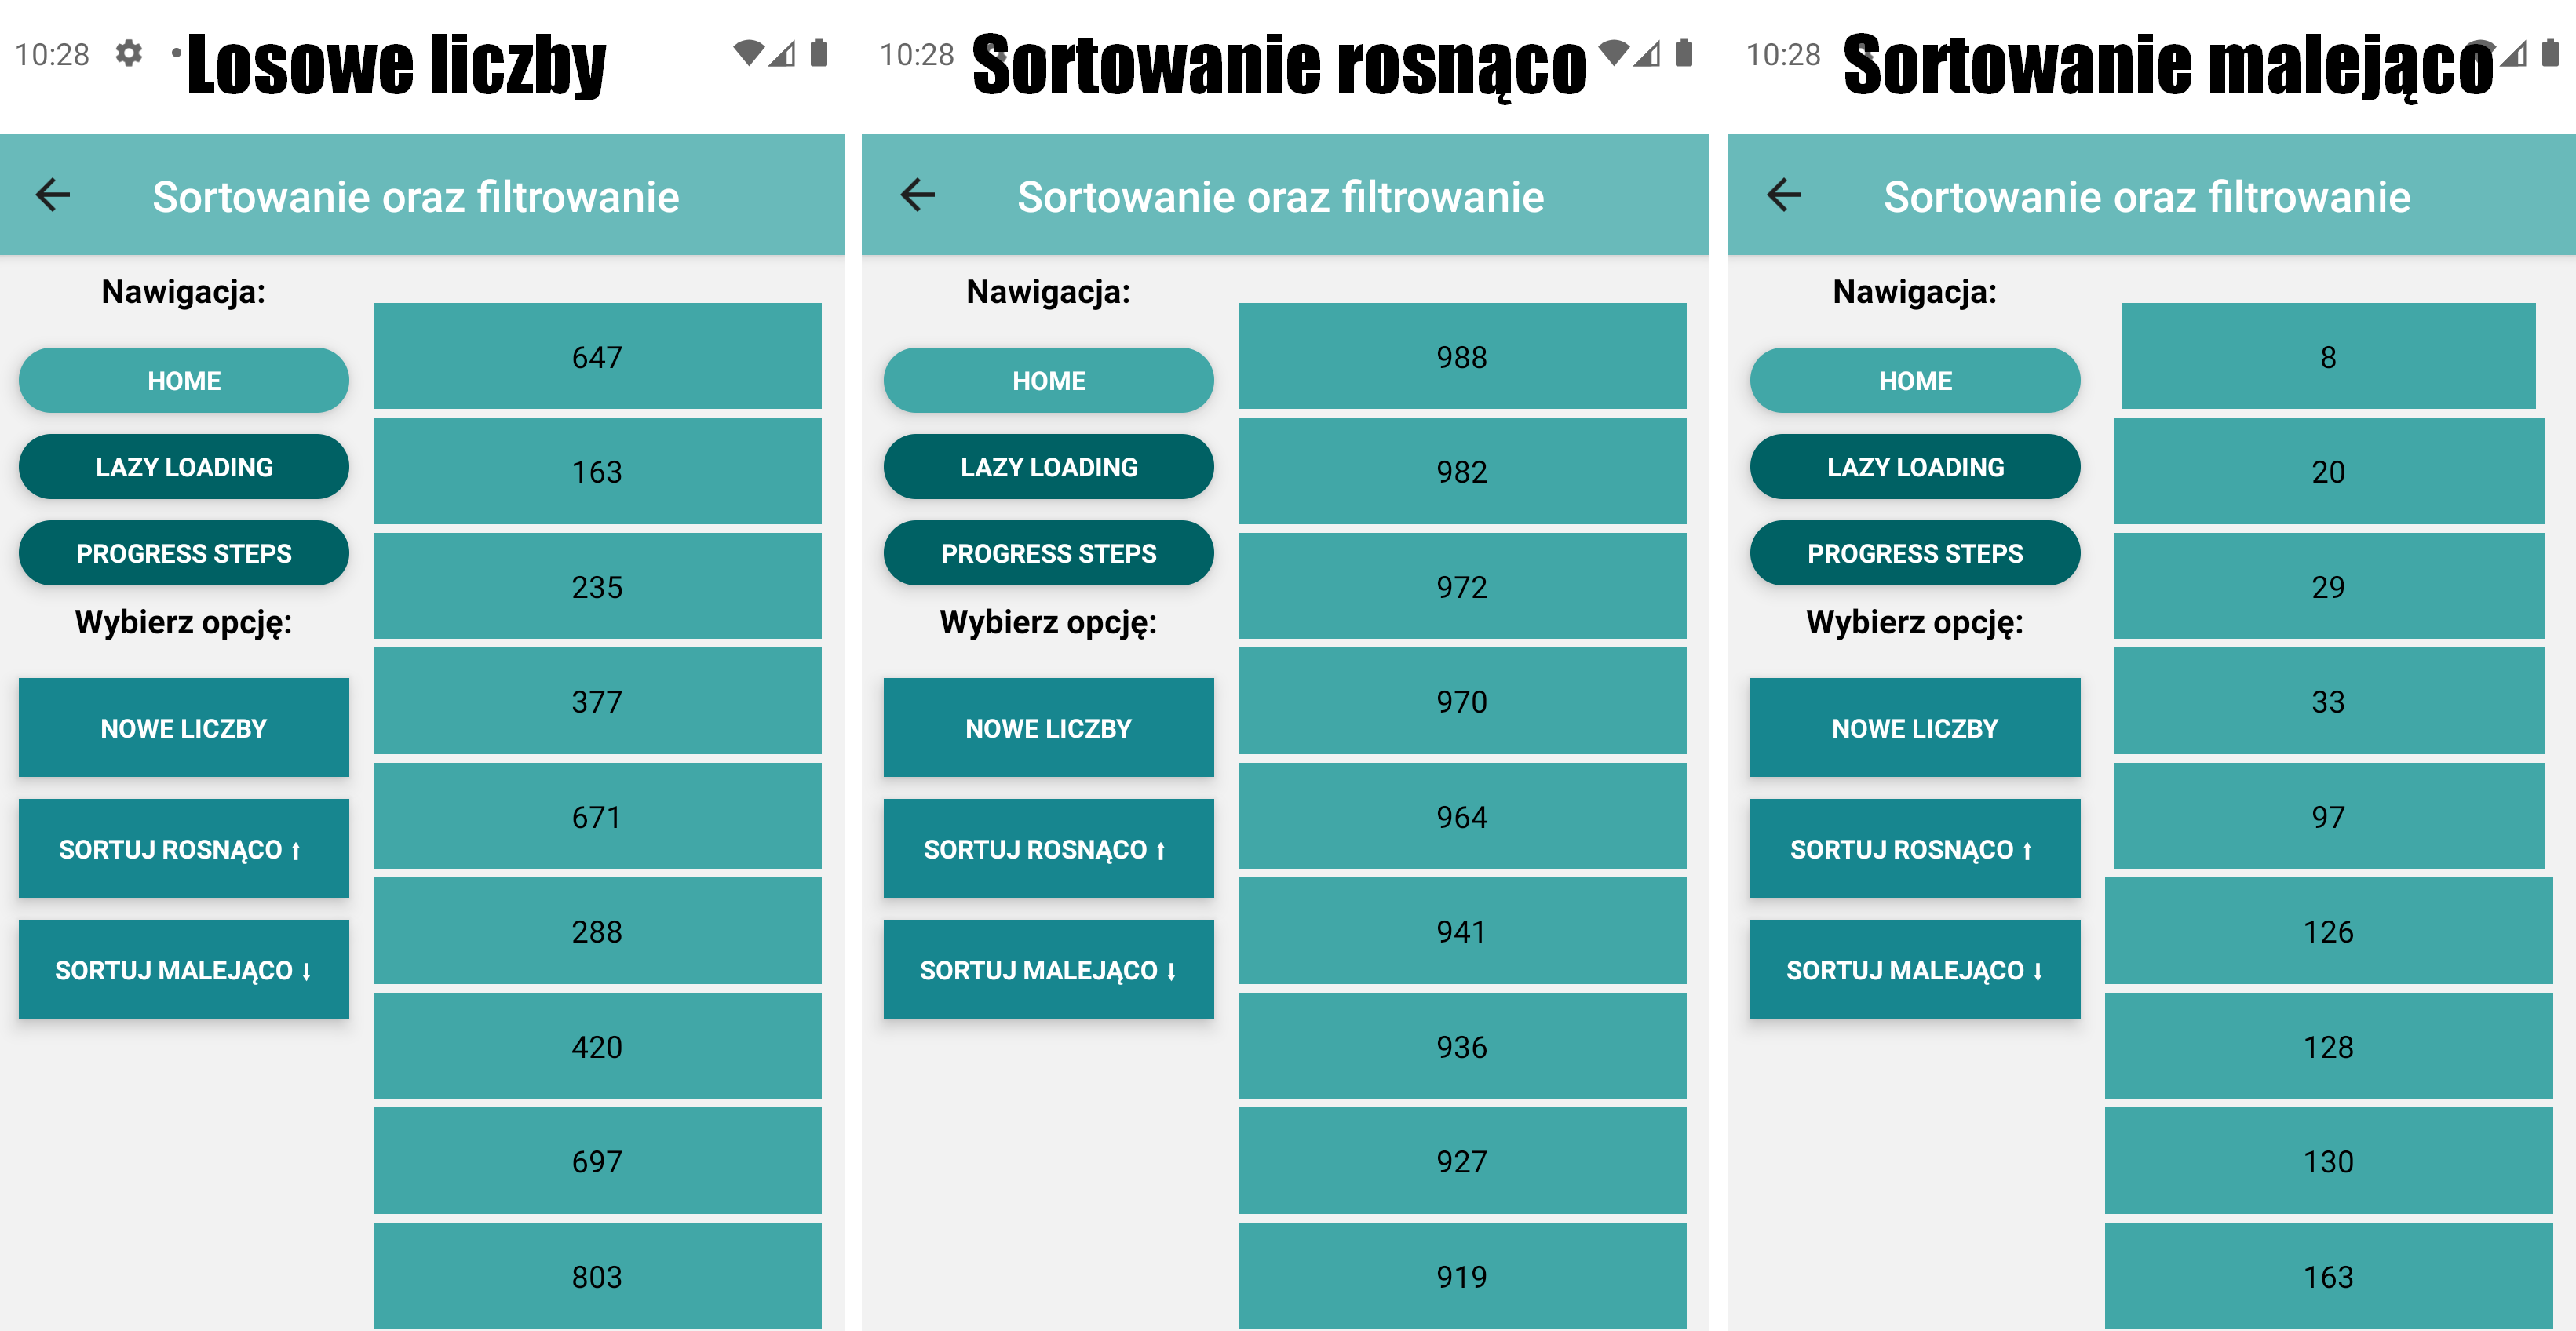 10:28
Losowe liczby
Sortowanie oraz filtrowanie
Nawigacja:
HOME
LAZY LOADING
PROGRESS STEPS
Wybierz opcję:
NOWE LICZBY
SORTUJ ROSNĄCO ↑
SORTUJ MALEJĄCO ↓
647
163
235
377
671
288
420
697
803
10:28
Sortowanie rosnąco
Sortowanie oraz filtrowanie
Nawigacja:
HOME
LAZY LOADING
PROGRESS STEPS
Wybierz opcję:
NOWE LICZBY
SORTUJ ROSNĄCO ↑
SORTUJ MALEJĄCO ↓
988
982
972
970
964
941
936
927
919
10:28
Sortowanie malejąco
Sortowanie oraz filtrowanie
Nawigacja:
HOME
LAZY LOADING
PROGRESS STEPS
Wybierz opcję:
NOWE LICZBY
SORTUJ ROSNĄCO ↑
SORTUJ MALEJĄCO ↓
8
20
29
33
97
126
128
130
163